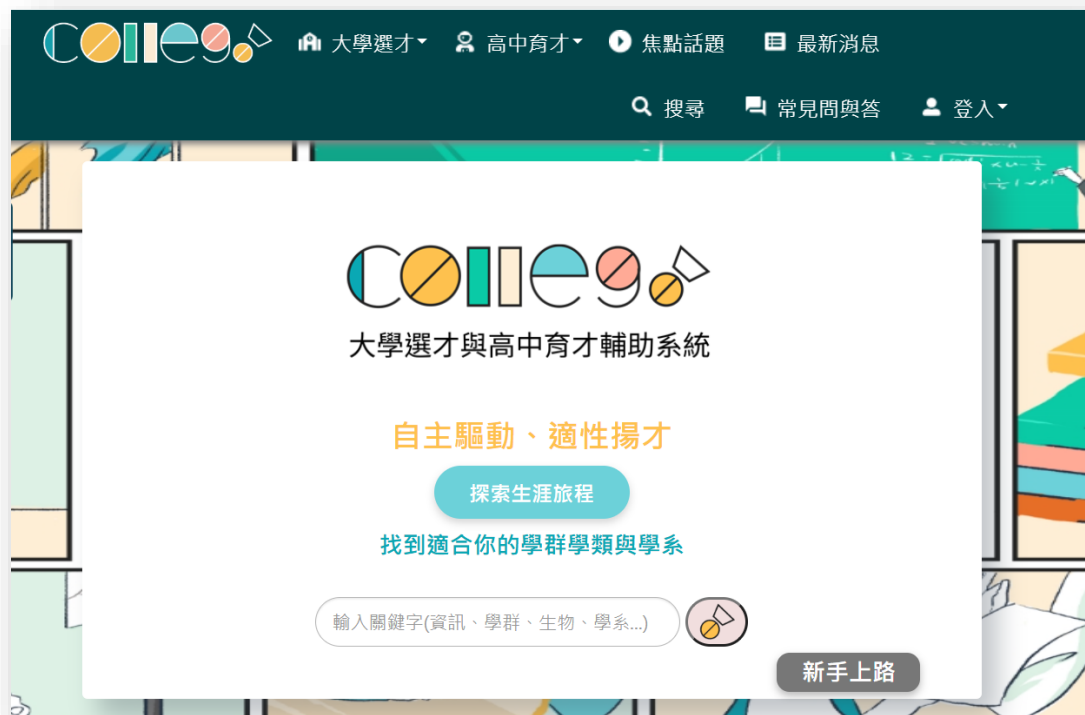 Collego 大學選才 高中育才 焦點話題 最新消息
搜尋 常見問與答 登入
Collego
大學選才與高中育才輔助系統
自主驅動、適性揚才
探索生涯旅程
找到適合你的學群學類與學系
輸入關鍵字(資訊、學群、生物、學系...)
新手上路